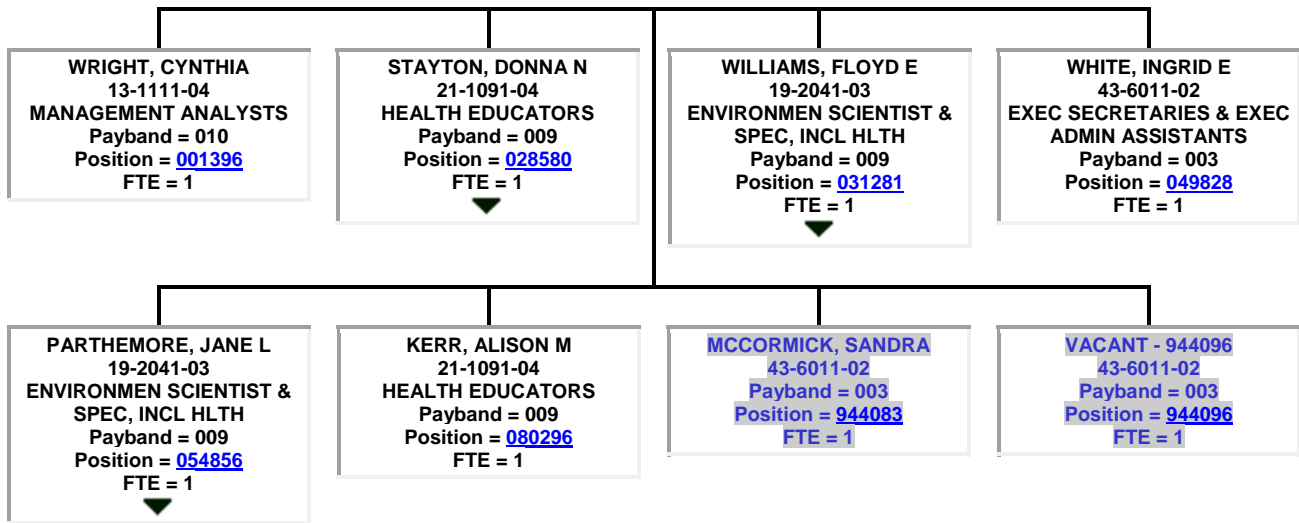 WRIGHT, CYNTHIA
13-1111-04
MANAGEMENT ANALYSTS
Payband = 010
Position = 001396
FTE = 1
STAYTON, DONNA N
21-1091-04
HEALTH EDUCATORS
Payband = 009
Position = 028580
FTE = 1
WILLIAMS, FLOYD E
19-2041-03
ENVIRONMEN SCIENTIST &
SPEC, INCL HLTH
Payband = 009
Position = 031281
FTE = 1
WHITE, INGRID E
43-6011-02
EXEC SECRETARIES & EXEC
ADMIN ASSISTANTS
Payband = 003
Position = 049828
FTE = 1
PARTHEMORE, JANE L
19-2041-03
ENVIRONMEN SCIENTIST &
SPEC, INCL HLTH
Payband = 009
Position = 054856
FTE = 1
KERR, ALISON M
21-1091-04
HEALTH EDUCATORS
Payband = 009
Position = 080296
FTE = 1
MCCORMICK, SANDRA
43-6011-02
Payband = 003
Position = 944083
FTE = 1
VACANT - 944096
43-6011-02
Payband = 003
Position = 944096
FTE = 1